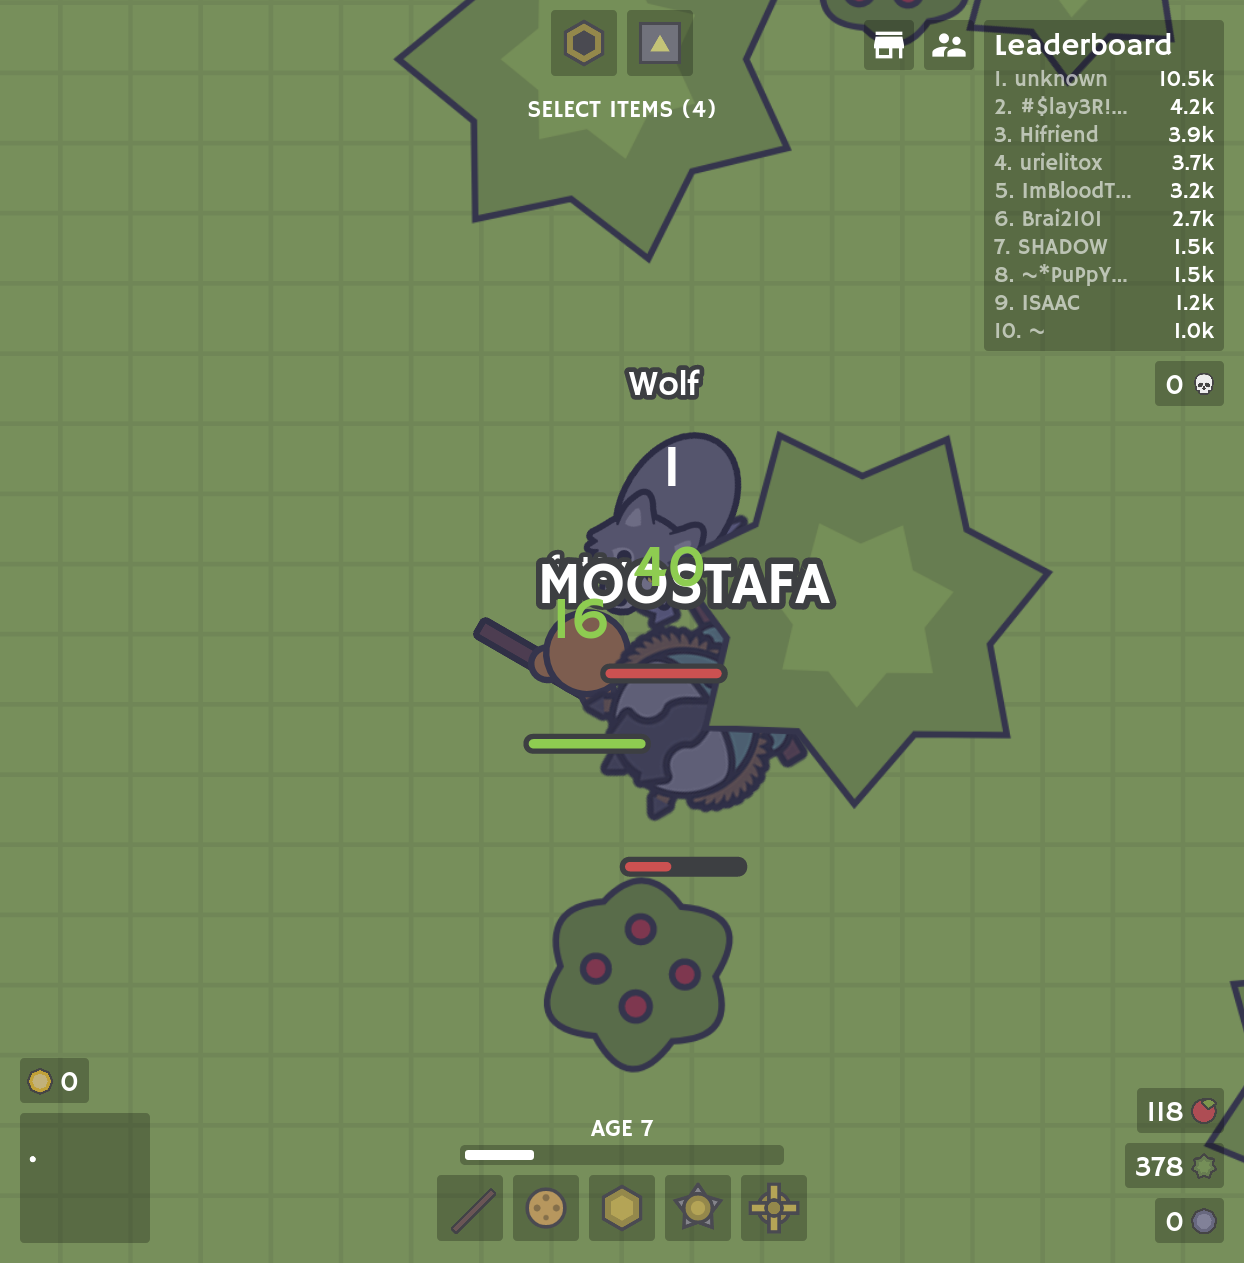 SELECT ITEMS (4)
Leaderboard
1. unknown 10.5k
2. #$lay3R!... 4.2k
3. Hifriend 3.9k
4. urielitox 3.7k
5. ImBloodT... 3.2k
6. Brai2101 2.7k
7. SHADOW 1.5k
8. ~*PuPpY... 1.5k
9. ISAAC 1.2k
10. ~ 1.0k
0
Wolf
1
40
MOOSTAFA
16
0
118
AGE 7
378
0